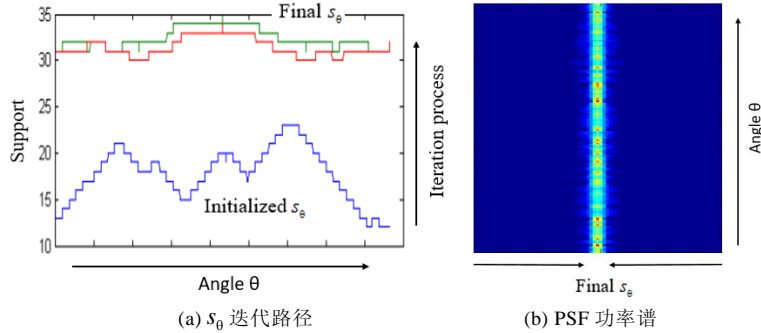 35
30
25
20
15
10
Support
Final sθ
Initialized sθ
Iteration process
Angle θ
(a) sθ 迭代路径
Angle θ
Final sθ
(b) PSF 功率谱